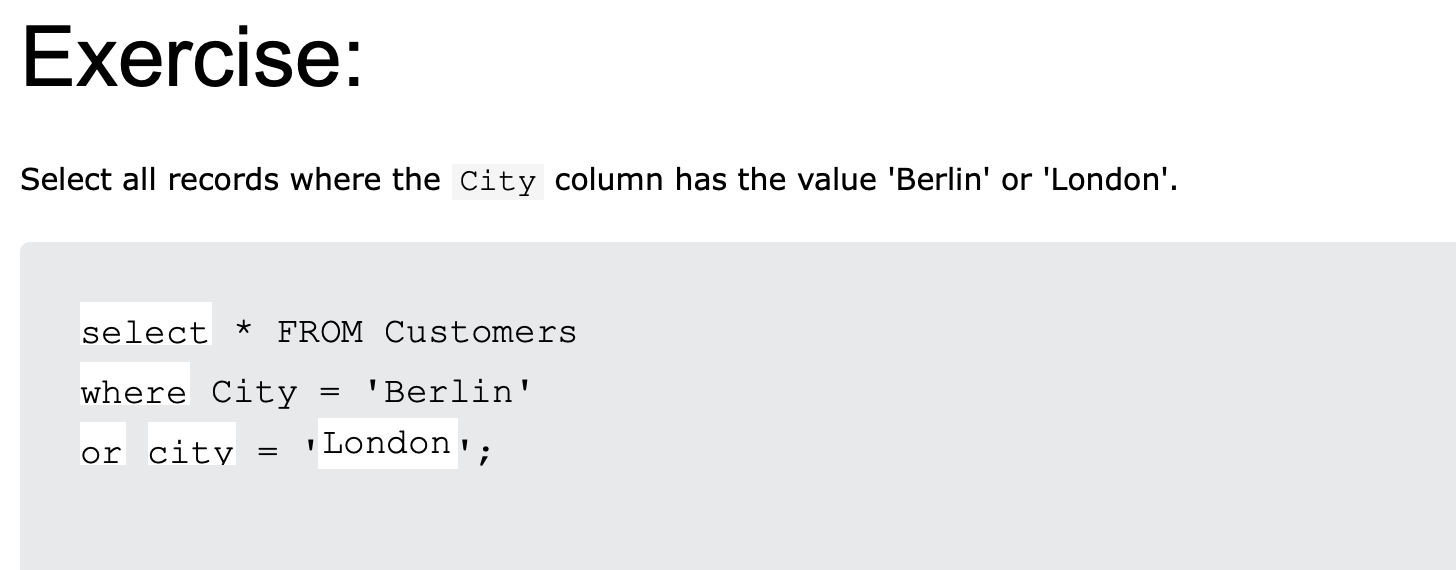 Exercise:
Select all records where the City column has the value 'Berlin' or 'London'.
select * FROM Customers
where City = 'Berlin'
or city = 'London';